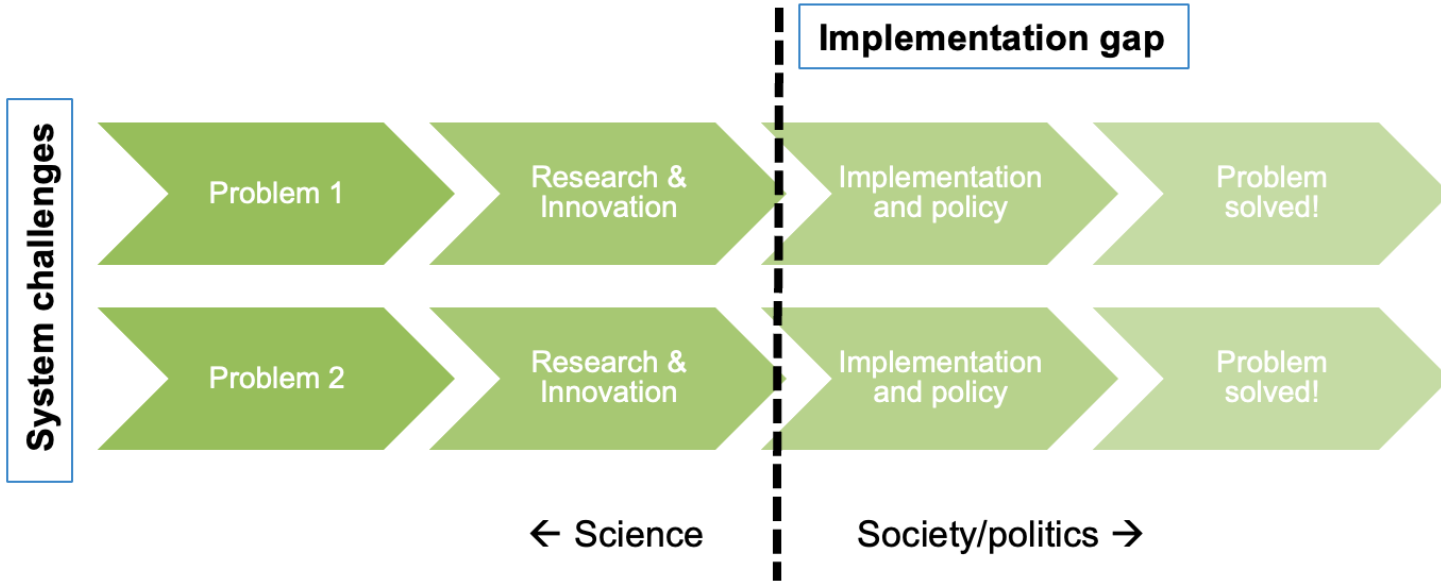 Implementation gap
System challenges
Problem 1
Research &
Innovation
Implementation
and policy
Problem
solved!
Problem 2
Research &
Innovation
Implementation
and policy
Problem
solved!
← Science
Society/politics →